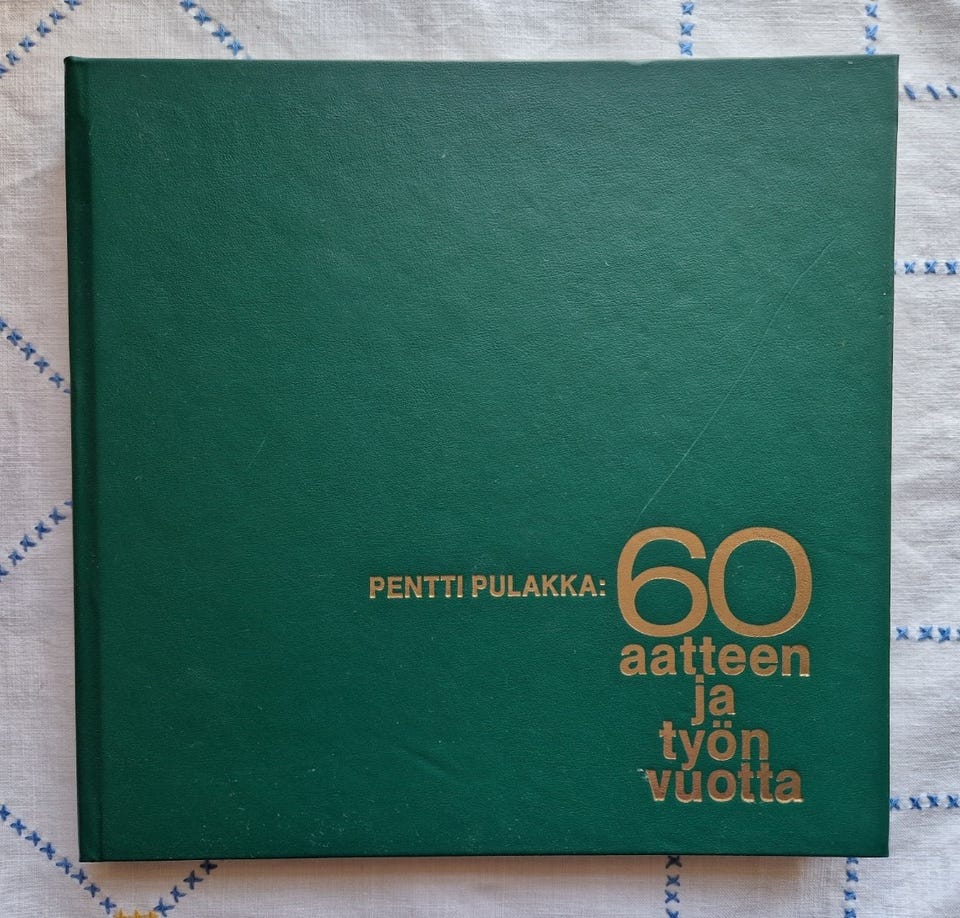 PENTTI PULAKKA: 60
aatteen
ja
työn
vuotta